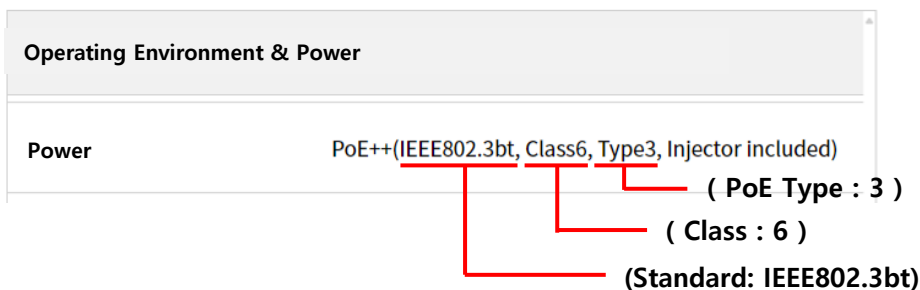 Operating Environment & Power
Power PoE++(IEEE802.3bt, Class6, Type3, Injector included)
( PoE Type : 3 )
( Class : 6 )
(Standard: IEEE802.3bt)